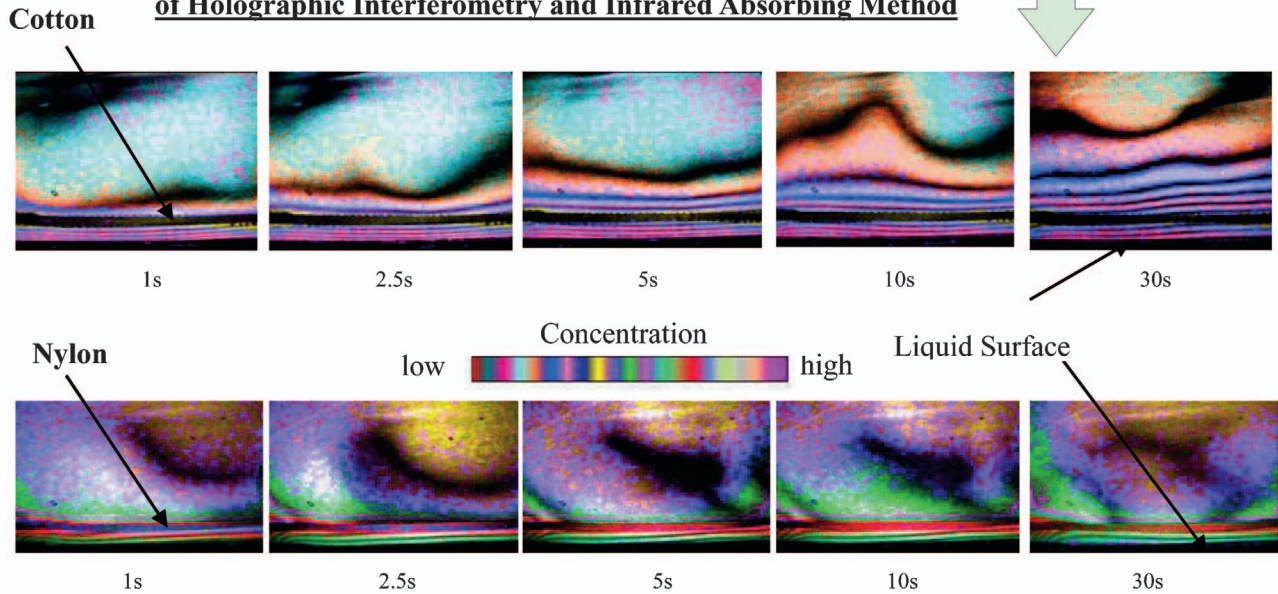 of Holographic Interferometry and Infrared Absorbing Method
Cotton
1s 2.5s 5s 10s 30s
Concentration
Nylon
low high
Liquid Surface
1s 2.5s 5s 10s 30s